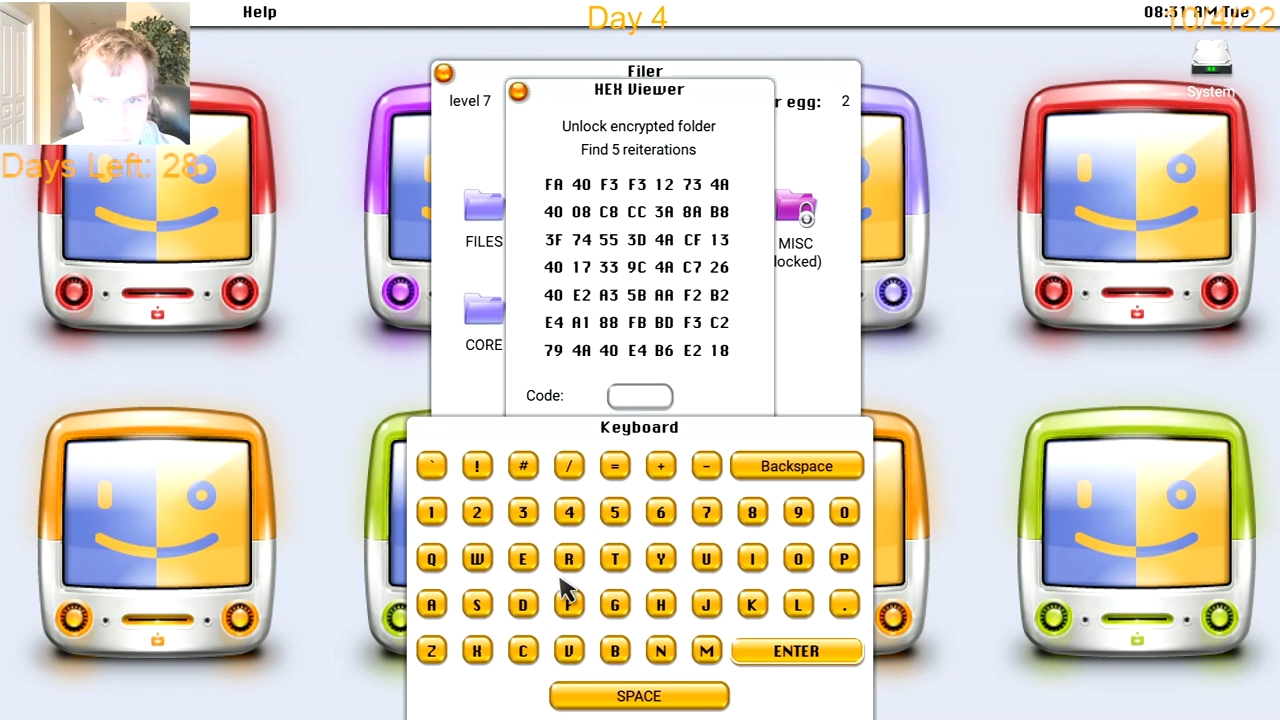 Help
Day 4
08:31 AM Tue
10/4/22
System
Days Left: 28
Filer
level 7
r egg: 2
FILES
CORE
MISC
locked)
HEX Viewer
Unlock encrypted folder
Find 5 reiterations
FA 40 F3 F3 12 73 4A
40 08 C8 CC 3A 8A B8
3F 74 55 3D 4A CF 13
40 17 33 9C 4A C7 26
40 E2 A3 5B AA F2 B2
E4 A1 88 FB BD F3 C2
79 4A 40 E4 B6 E2 18
Code:
Keyboard
` ! # / = + - Backspace
1 2 3 4 5 6 7 8 9 0
Q W E R T Y U I O P
A S D F G H J K L .
Z X C V B N M ENTER
SPACE